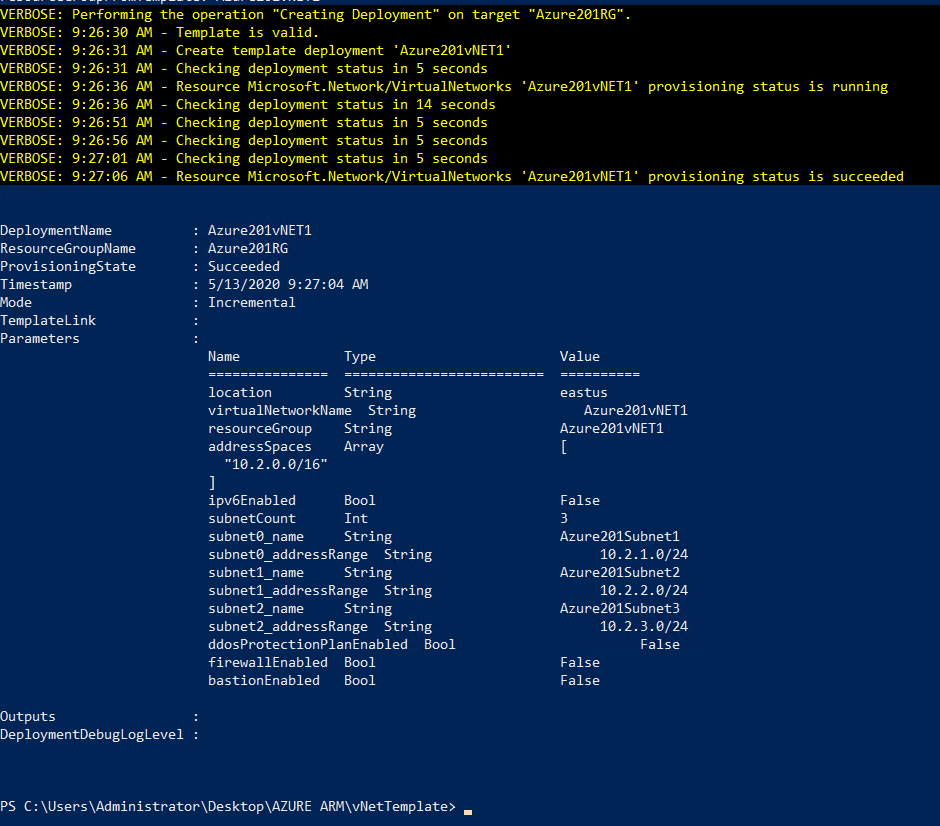 VERBOSE: Performing the operation "Creating Deployment" on target "Azure201RG".
VERBOSE: 9:26:30 AM - Template is valid.
VERBOSE: 9:26:31 AM - Create template deployment 'Azure201vNET1'
VERBOSE: 9:26:31 AM - Checking deployment status in 5 seconds
VERBOSE: 9:26:36 AM - Resource Microsoft.Network/VirtualNetworks 'Azure201vNET1' provisioning status is running
VERBOSE: 9:26:36 AM - Checking deployment status in 14 seconds
VERBOSE: 9:26:51 AM - Checking deployment status in 5 seconds
VERBOSE: 9:26:56 AM - Checking deployment status in 5 seconds
VERBOSE: 9:27:01 AM - Checking deployment status in 5 seconds
VERBOSE: 9:27:06 AM - Resource Microsoft.Network/VirtualNetworks 'Azure201vNET1' provisioning status is succeeded
DeploymentName          : Azure201vNET1
ResourceGroupName       : Azure201RG
ProvisioningState       : Succeeded
Timestamp               : 5/13/2020 9:27:04 AM
Mode                    : Incremental
TemplateLink            :
Parameters              :
                          Name             Type                       Value
                          ===============  =========================  ==========
                          location         String                     eastus
                          virtualNetworkName  String                     Azure201vNET1
                          resourceGroup    String                     Azure201vNET1
                          addressSpaces    Array                      [
                            "10.2.0.0/16"
                          ]
                          ipv6Enabled      Bool                       False
                          subnetCount      Int                        3
                          subnet0_name     String                     Azure201Subnet1
                          subnet0_addressRange  String                     10.2.1.0/24
                          subnet1_name     String                     Azure201Subnet2
                          subnet1_addressRange  String                     10.2.2.0/24
                          subnet2_name     String                     Azure201Subnet3
                          subnet2_addressRange  String                     10.2.3.0/24
                          ddosProtectionPlanEnabled  Bool                       False
                          firewallEnabled  Bool                       False
                          bastionEnabled   Bool                       False
Outputs                 :
DeploymentDebugLogLevel :
PS C:\Users\Administrator\Desktop\AZURE ARM\vNetTemplate>